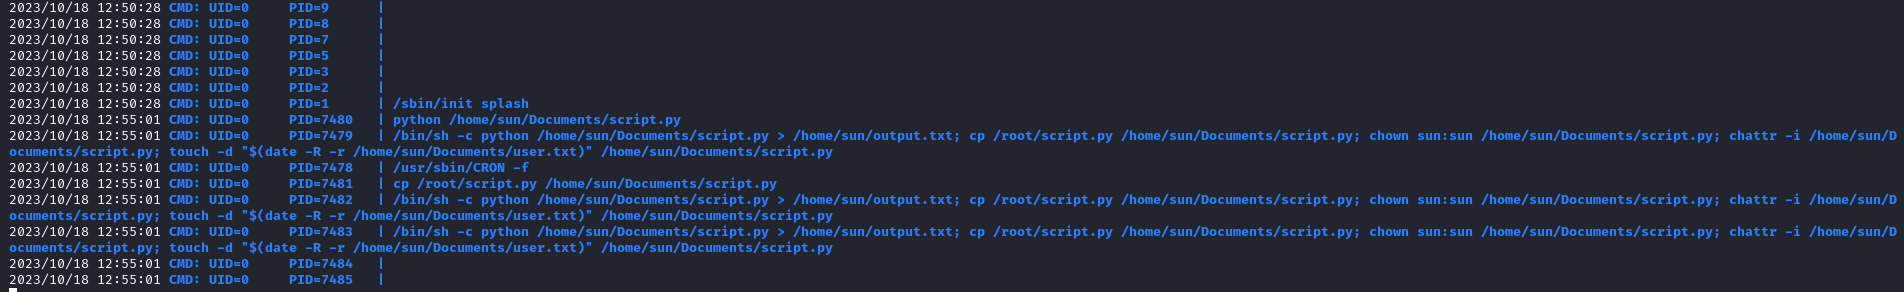 2023/10/18 12:50:28 CMD: UID=0     PID=9      |
2023/10/18 12:50:28 CMD: UID=0     PID=8      |
2023/10/18 12:50:28 CMD: UID=0     PID=7      |
2023/10/18 12:50:28 CMD: UID=0     PID=5      |
2023/10/18 12:50:28 CMD: UID=0     PID=3      |
2023/10/18 12:50:28 CMD: UID=0     PID=2      |
2023/10/18 12:50:28 CMD: UID=0     PID=1      | /sbin/init splash
2023/10/18 12:55:01 CMD: UID=0     PID=7480   | python /home/sun/Documents/script.py
2023/10/18 12:55:01 CMD: UID=0     PID=7479   | /bin/sh -c python /home/sun/Documents/script.py > /home/sun/output.txt; cp /root/script.py /home/sun/Documents/script.py; chown sun:sun /home/sun/Documents/script.py; chattr -i /home/sun/D
ocuments/script.py; touch -d "$(date -R -r /home/sun/Documents/user.txt)" /home/sun/Documents/script.py
2023/10/18 12:55:01 CMD: UID=0     PID=7478   | /usr/sbin/CRON -f
2023/10/18 12:55:01 CMD: UID=0     PID=7481   | cp /root/script.py /home/sun/Documents/script.py
2023/10/18 12:55:01 CMD: UID=0     PID=7482   | /bin/sh -c python /home/sun/Documents/script.py > /home/sun/output.txt; cp /root/script.py /home/sun/Documents/script.py; chown sun:sun /home/sun/Documents/script.py; chattr -i /home/sun/D
ocuments/script.py; touch -d "$(date -R -r /home/sun/Documents/user.txt)" /home/sun/Documents/script.py
2023/10/18 12:55:01 CMD: UID=0     PID=7483   | /bin/sh -c python /home/sun/Documents/script.py > /home/sun/output.txt; cp /root/script.py /home/sun/Documents/script.py; chown sun:sun /home/sun/Documents/script.py; chattr -i /home/sun/D
ocuments/script.py; touch -d "$(date -R -r /home/sun/Documents/user.txt)" /home/sun/Documents/script.py
2023/10/18 12:55:01 CMD: UID=0     PID=7484   |
2023/10/18 12:55:01 CMD: UID=0     PID=7485   |